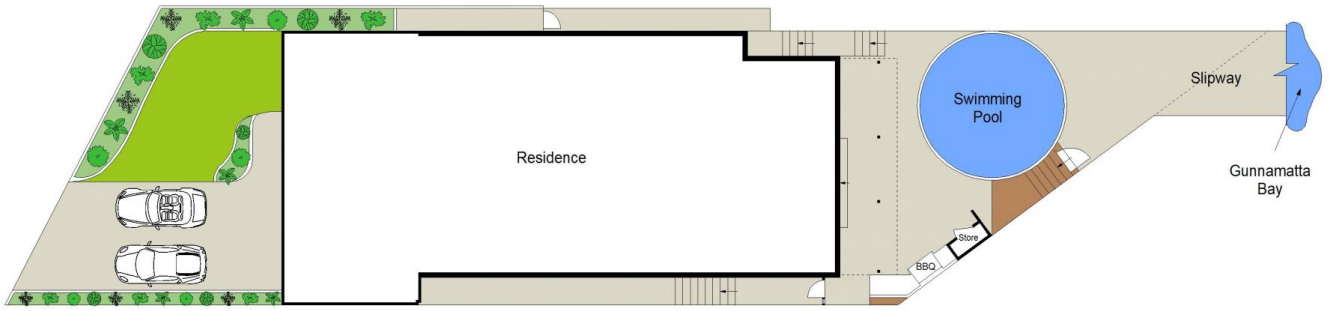 Residence
Swimming
Pool
Slipway
Gunnamatta
Bay
Store
BBQ